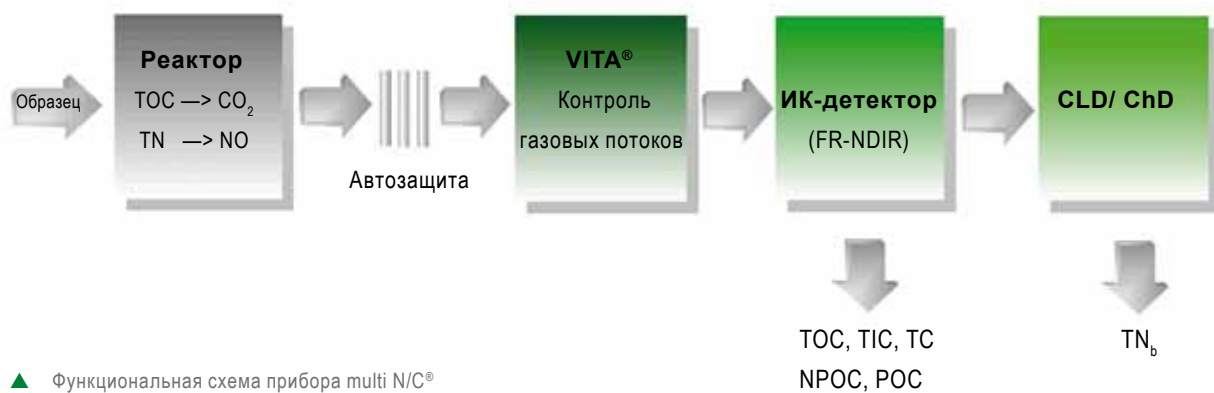 Образец
Реактор
TOC —> CO₂
TN —> NO
Автозащита
VITA®
Контроль
газовых потоков
ИК-детектор
(FR-NDIR)
CLD/ ChD
TOC, TIC, TC
NPOC, POC
TNb
▲ Функциональная схема прибора multi N/C®